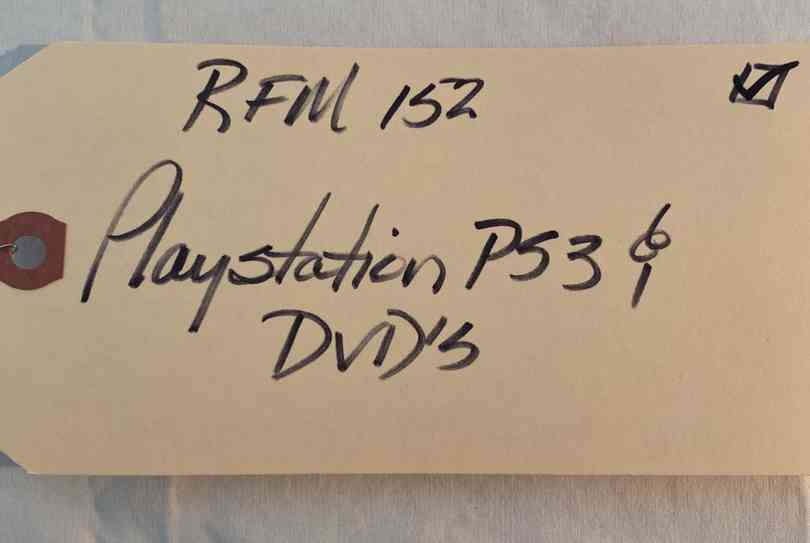 RFM 152 ☑
Playstation PS3 &
DVD's